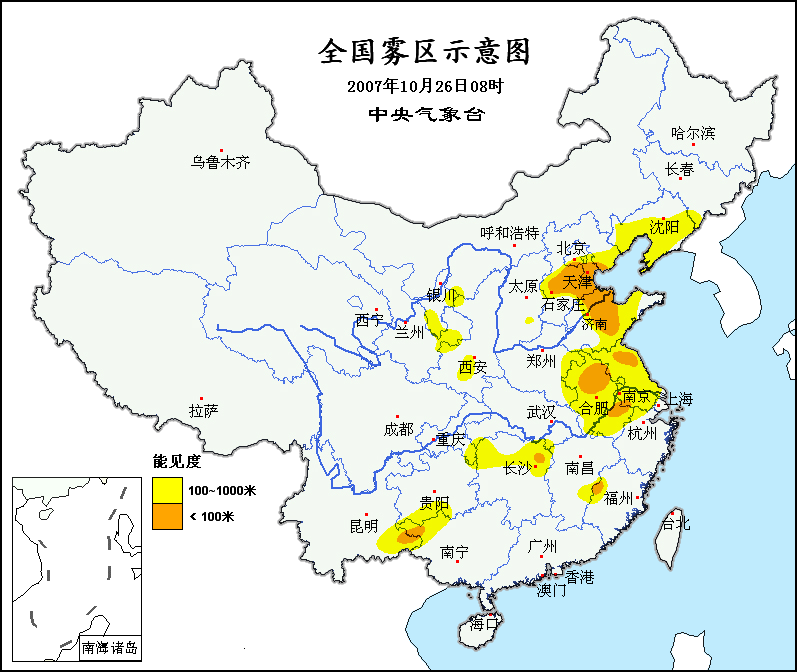 全国雾区示意图
2007年10月26日08时
中央气象台
哈尔滨
乌鲁木齐
长春
沈阳
呼和浩特
北京
天津
太原
银川
石家庄
西宁
济南
兰州
郑州
西安
南京
上海
拉萨
合肥
武汉
成都
杭州
重庆
能见度
长沙
南昌
100~1000米
福州
贵阳
< 100米
昆明
台北
广州
南宁
香港
澳门
海口
南海诸岛